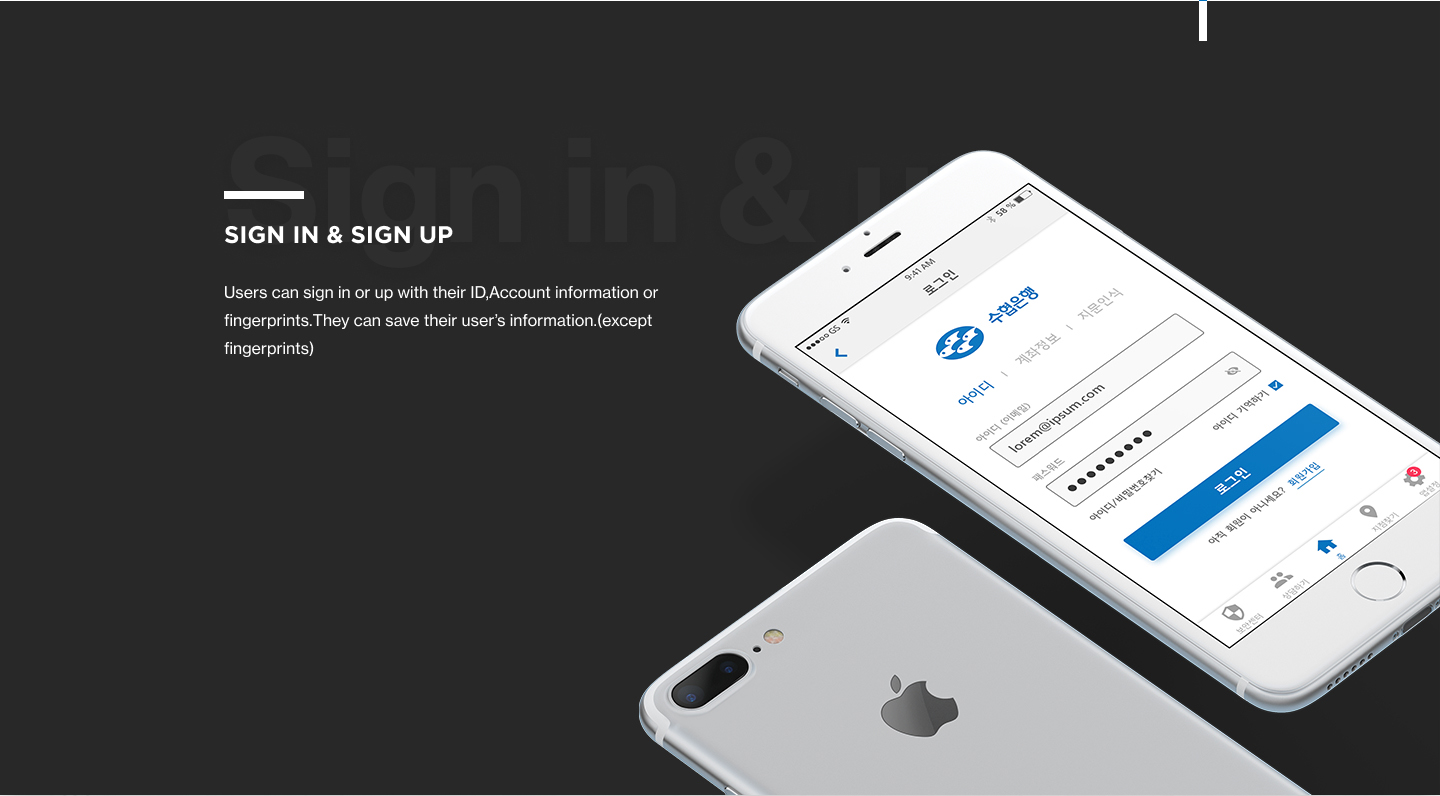 Sign in & u
SIGN IN & SIGN UP
Users can sign in or up with their ID,Account information or
fingerprints.They can save their user's information.(except
fingerprints)
GS 9:41 AM 58 %
로그인
수협은행
아이디 | 계좌정보 | 지문인식
아이디 (이메일)
lorem@ipsum.com
패스워드
아이디/비밀번호찾기 아이디 기억하기
로그인
아직 회원이 아니세요? 회원가입
3
보안센터 상담하기 홈 지점찾기 앱설정